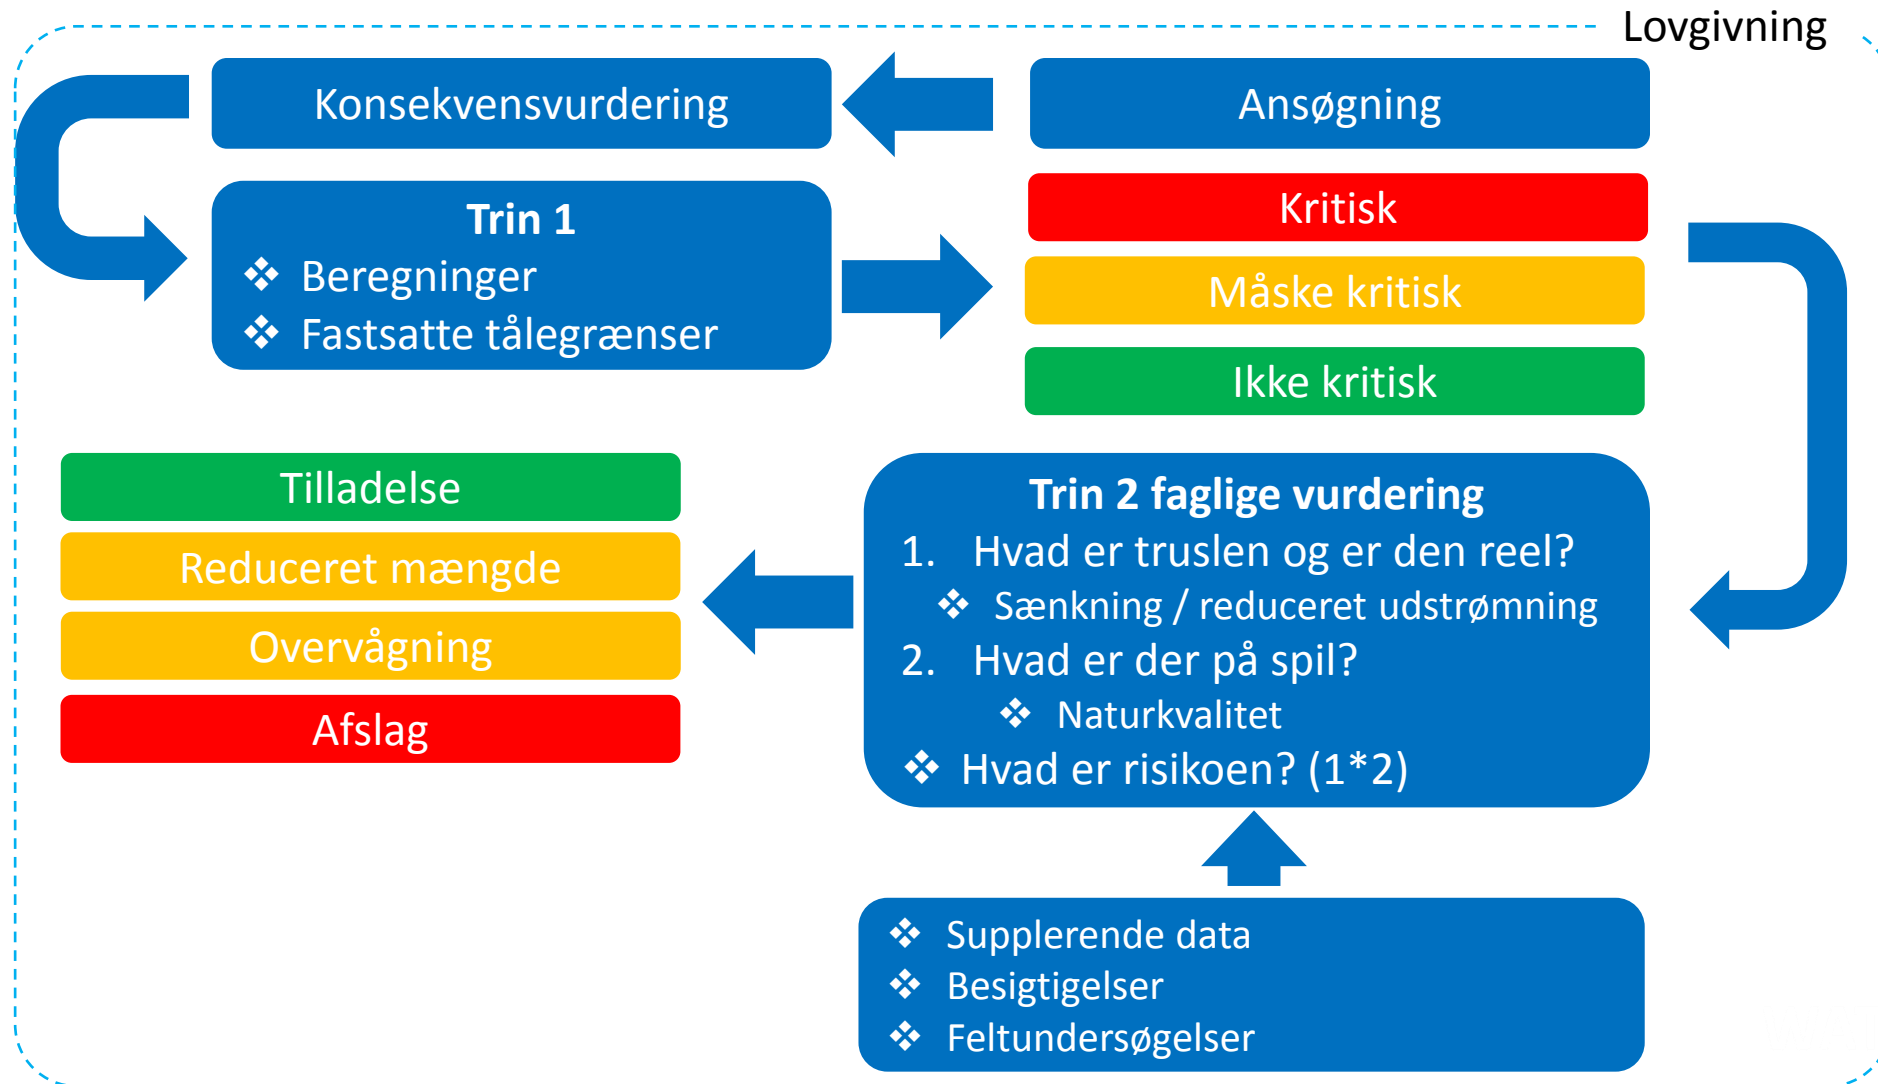 Lovgivning
Konsekvensvurdering
Ansøgning
Trin 1
❖ Beregninger
❖ Fastsatte tålegrænser
Kritisk
Måske kritisk
Ikke kritisk
Tilladelse
Reduceret mængde
Overvågning
Afslag
Trin 2 faglige vurdering
1. Hvad er truslen og er den reel?
❖ Sænkning / reduceret udstrømning
2. Hvad er der på spil?
❖ Naturkvalitet
❖ Hvad er risikoen? (1*2)
❖ Supplerende data
❖ Besigtigelser
❖ Feltundersøgelser